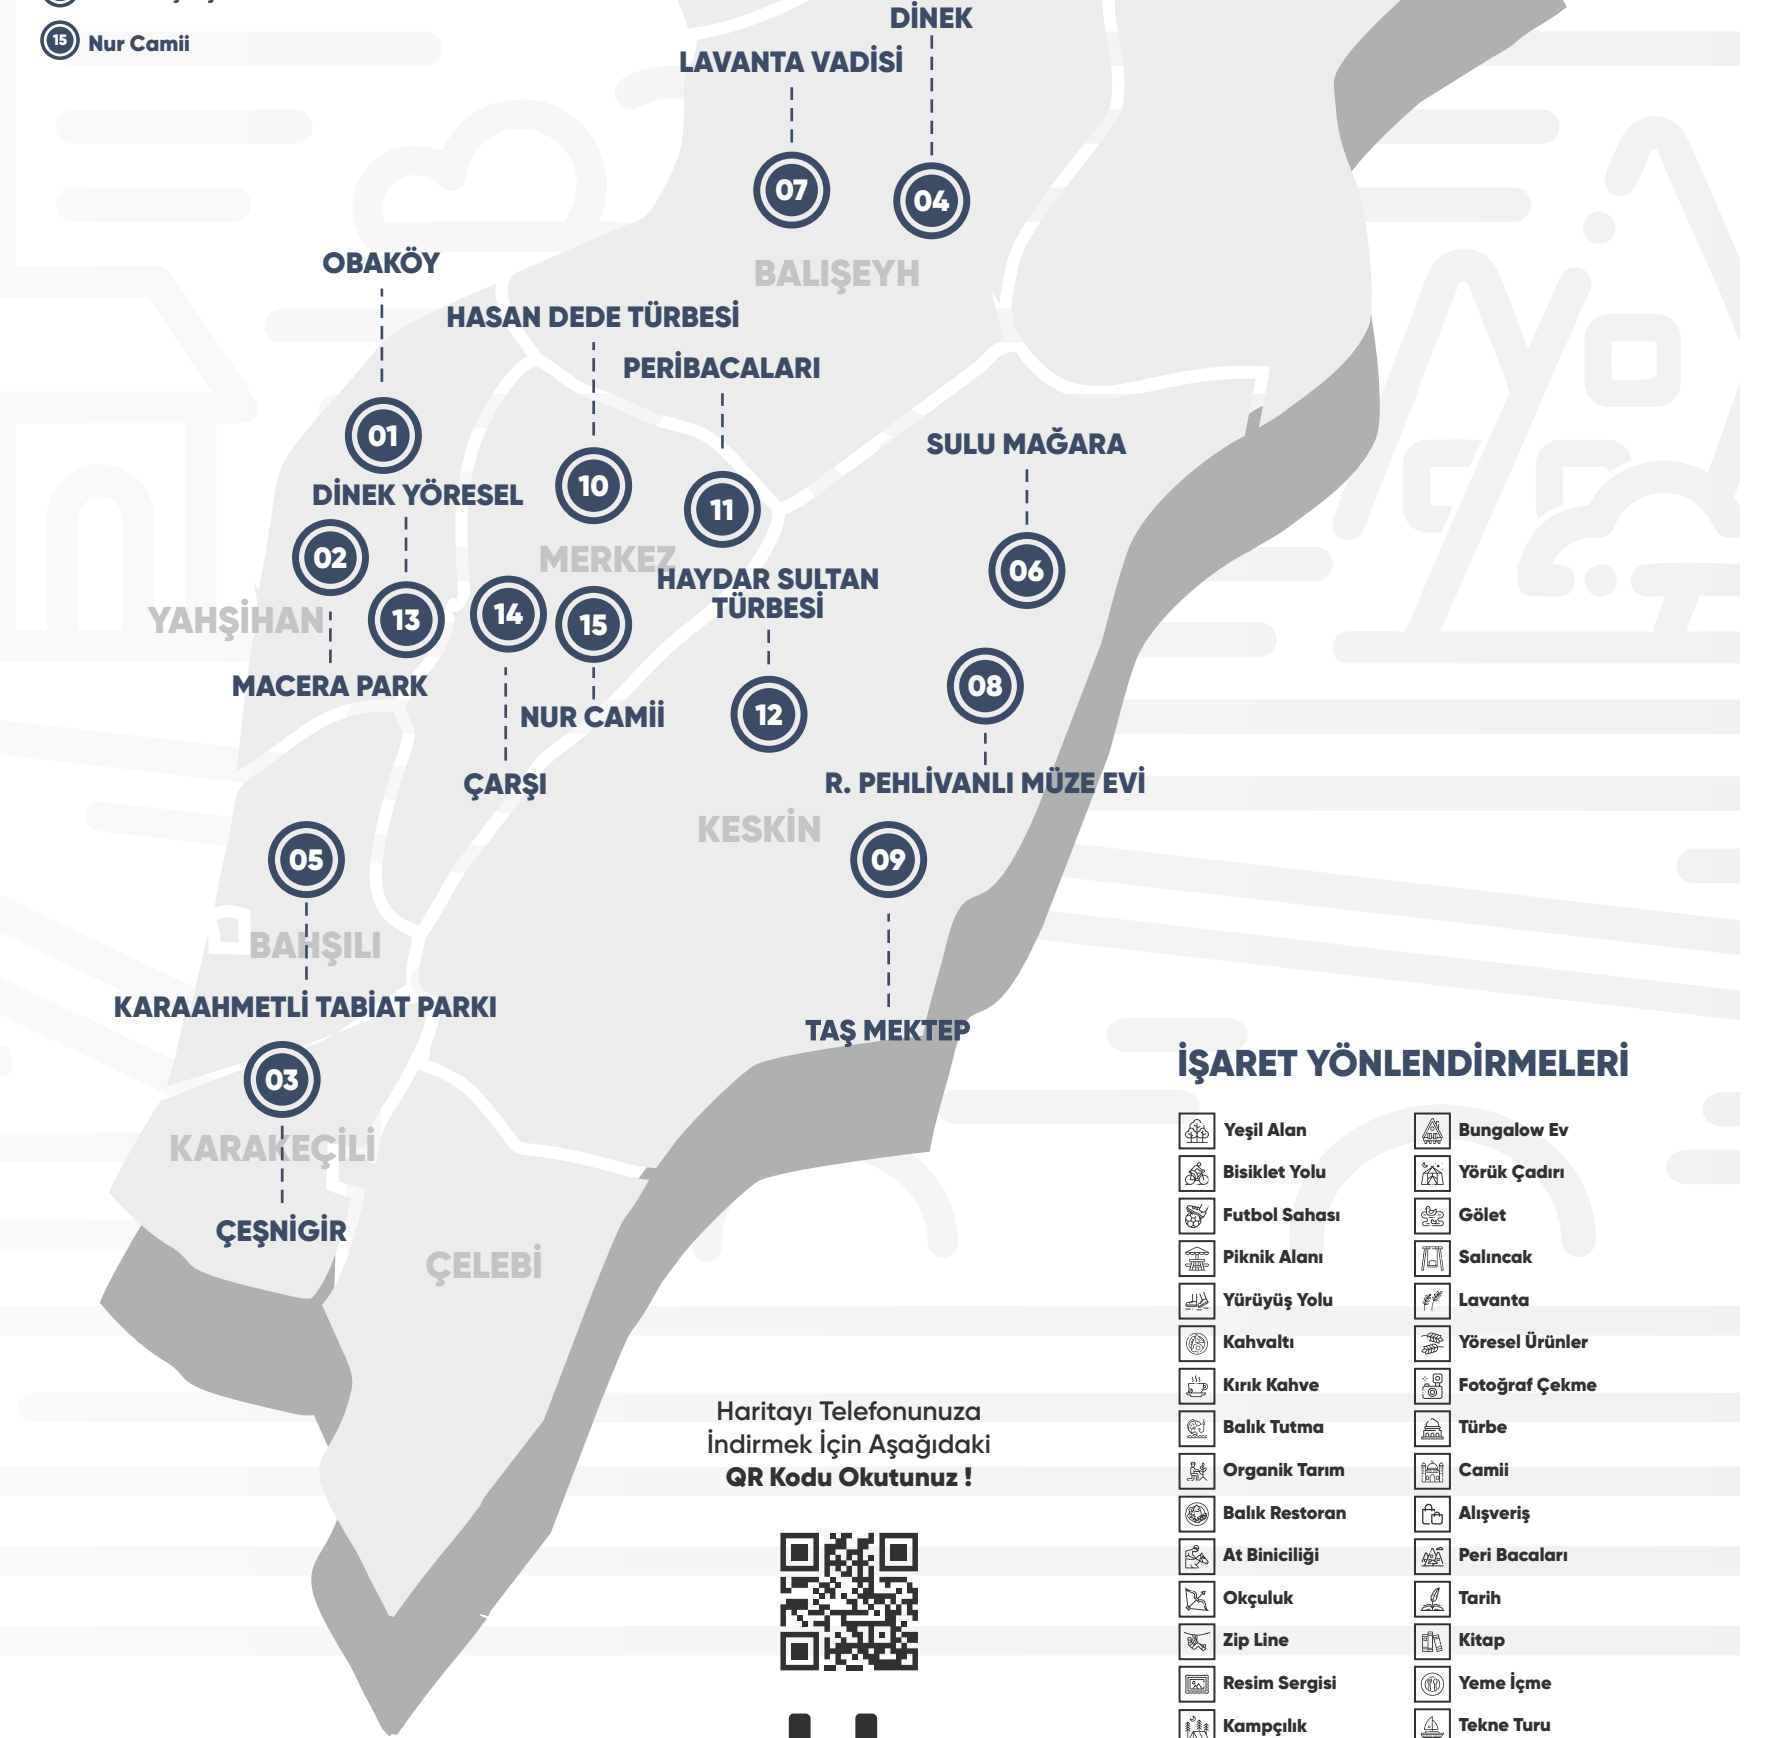 15 Nur Camii
DİNEK
LAVANTA VADİSİ
07
04
BALIŞEYH
OBAKÖY
HASAN DEDE TÜRBESİ
PERİBACALARI
01
SULU MAĞARA
DİNEK YÖRESEL
10
11
02
MERKEZ
06
HAYDAR SULTAN
TÜRBESİ
YAHŞİHAN
13
14
15
MACERA PARK
08
NUR CAMİİ
12
ÇARŞI
R. PEHLİVANLI MÜZE EVİ
KESKİN
05
09
BAHŞILI
KARAAHMETLİ TABİAT PARKI
TAŞ MEKTEP
03
KARAKEÇİLİ
ÇEŞNİGİR
ÇELEBİ
Haritayı Telefonunuza
İndirmek İçin Aşağıdaki
QR Kodu Okutunuz !
İŞARET YÖNLENDİRMELERİ
Yeşil Alan
Bisiklet Yolu
Futbol Sahası
Piknik Alanı
Yürüyüş Yolu
Kahvaltı
Kırık Kahve
Balık Tutma
Organik Tarım
Balık Restoran
At Biniciliği
Okçuluk
Zip Line
Resim Sergisi
Kampçılık
Bungalow Ev
Yörük Çadırı
Gölet
Salıncak
Lavanta
Yöresel Ürünler
Fotoğraf Çekme
Türbe
Camii
Alışveriş
Peri Bacaları
Tarih
Kitap
Yeme İçme
Tekne Turu